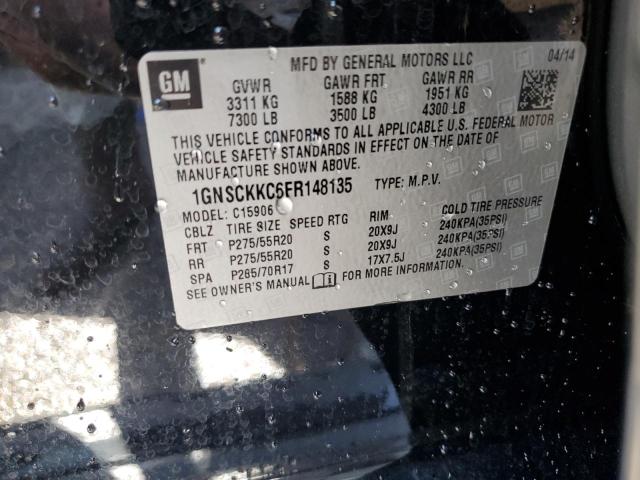 GM
MFD BY GENERAL MOTORS LLC 04/14
GVWR GAWR FRT GAWR RR
3311 KG 1588 KG 1951 KG
7300 LB 3500 LB 4300 LB
THIS VEHICLE CONFORMS TO ALL APPLICABLE U.S. FEDERAL MOTOR
VEHICLE SAFETY STANDARDS IN EFFECT ON THE DATE OF
MANUFACTURE SHOWN ABOVE.
1GNSCKKC6FR148135 TYPE: M.P.V.
MODEL: C15906
CBLZ TIRE SIZE SPEED RTG RIM COLD TIRE PRESSURE
FRT P275/55R20 S 20X9J 240KPA(35PSI)
RR P275/55R20 S 20X9J 240KPA(35PSI)
SPA P265/70R17 S 17X7.5J 240KPA(35PSI)
SEE OWNER'S MANUAL FOR MORE INFORMATION.